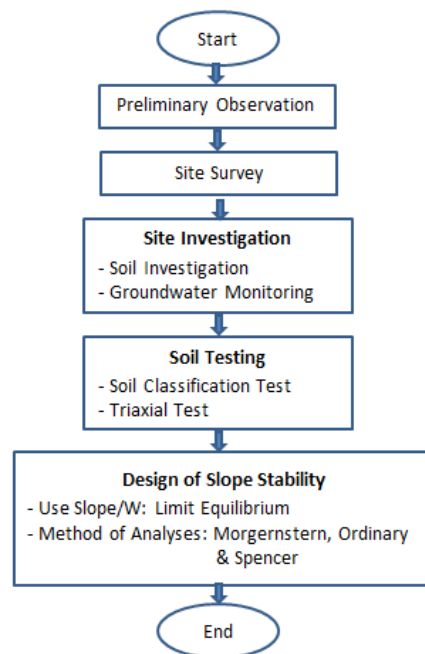 Start
Preliminary Observation
Site Survey
Site Investigation
- Soil Investigation
- Groundwater Monitoring
Soil Testing
- Soil Classification Test
- Triaxial Test
Design of Slope Stability
- Use Slope/W: Limit Equilibrium
- Method of Analyses: Morgernstern, Ordinary
& Spencer
End